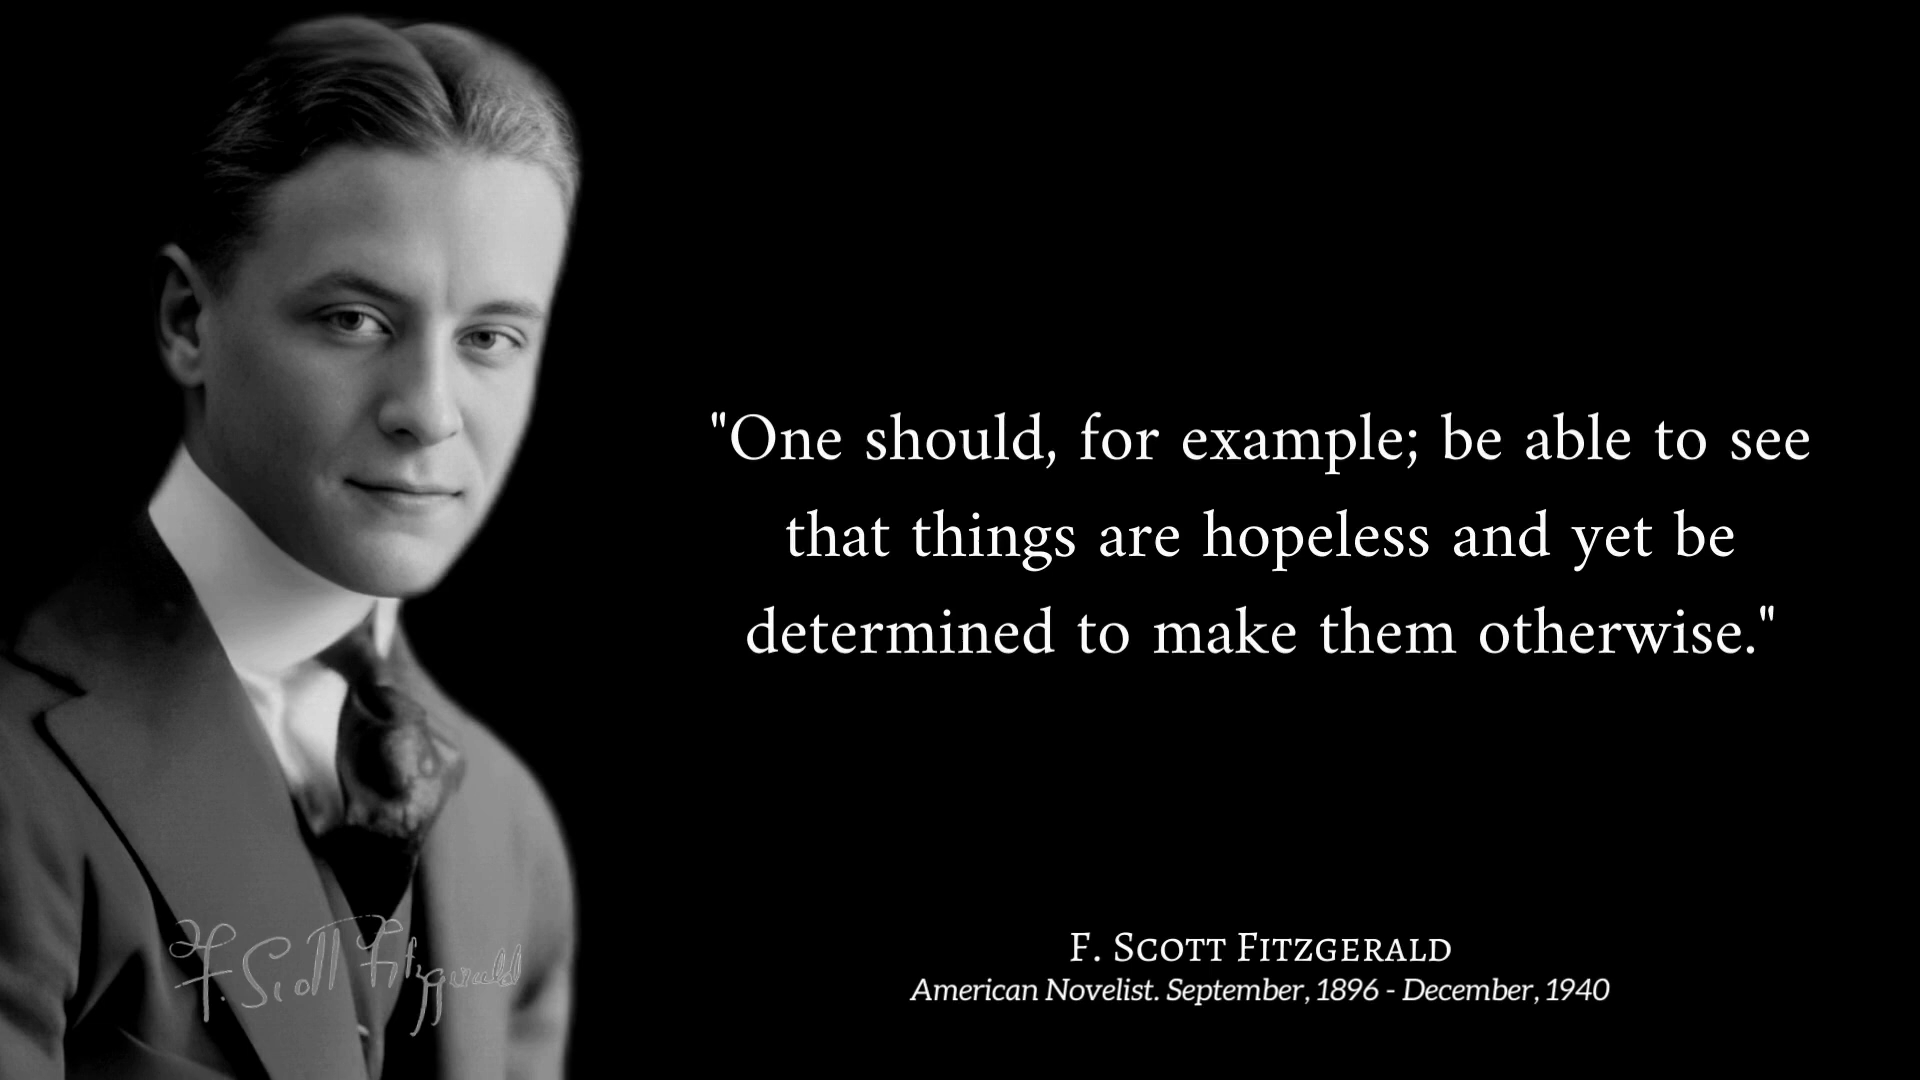 "One should, for example; be able to see
that things are hopeless and yet be
determined to make them otherwise."
F. Scott Fitzgerald
F. SCOTT FITZGERALD
American Novelist. September, 1896 - December, 1940